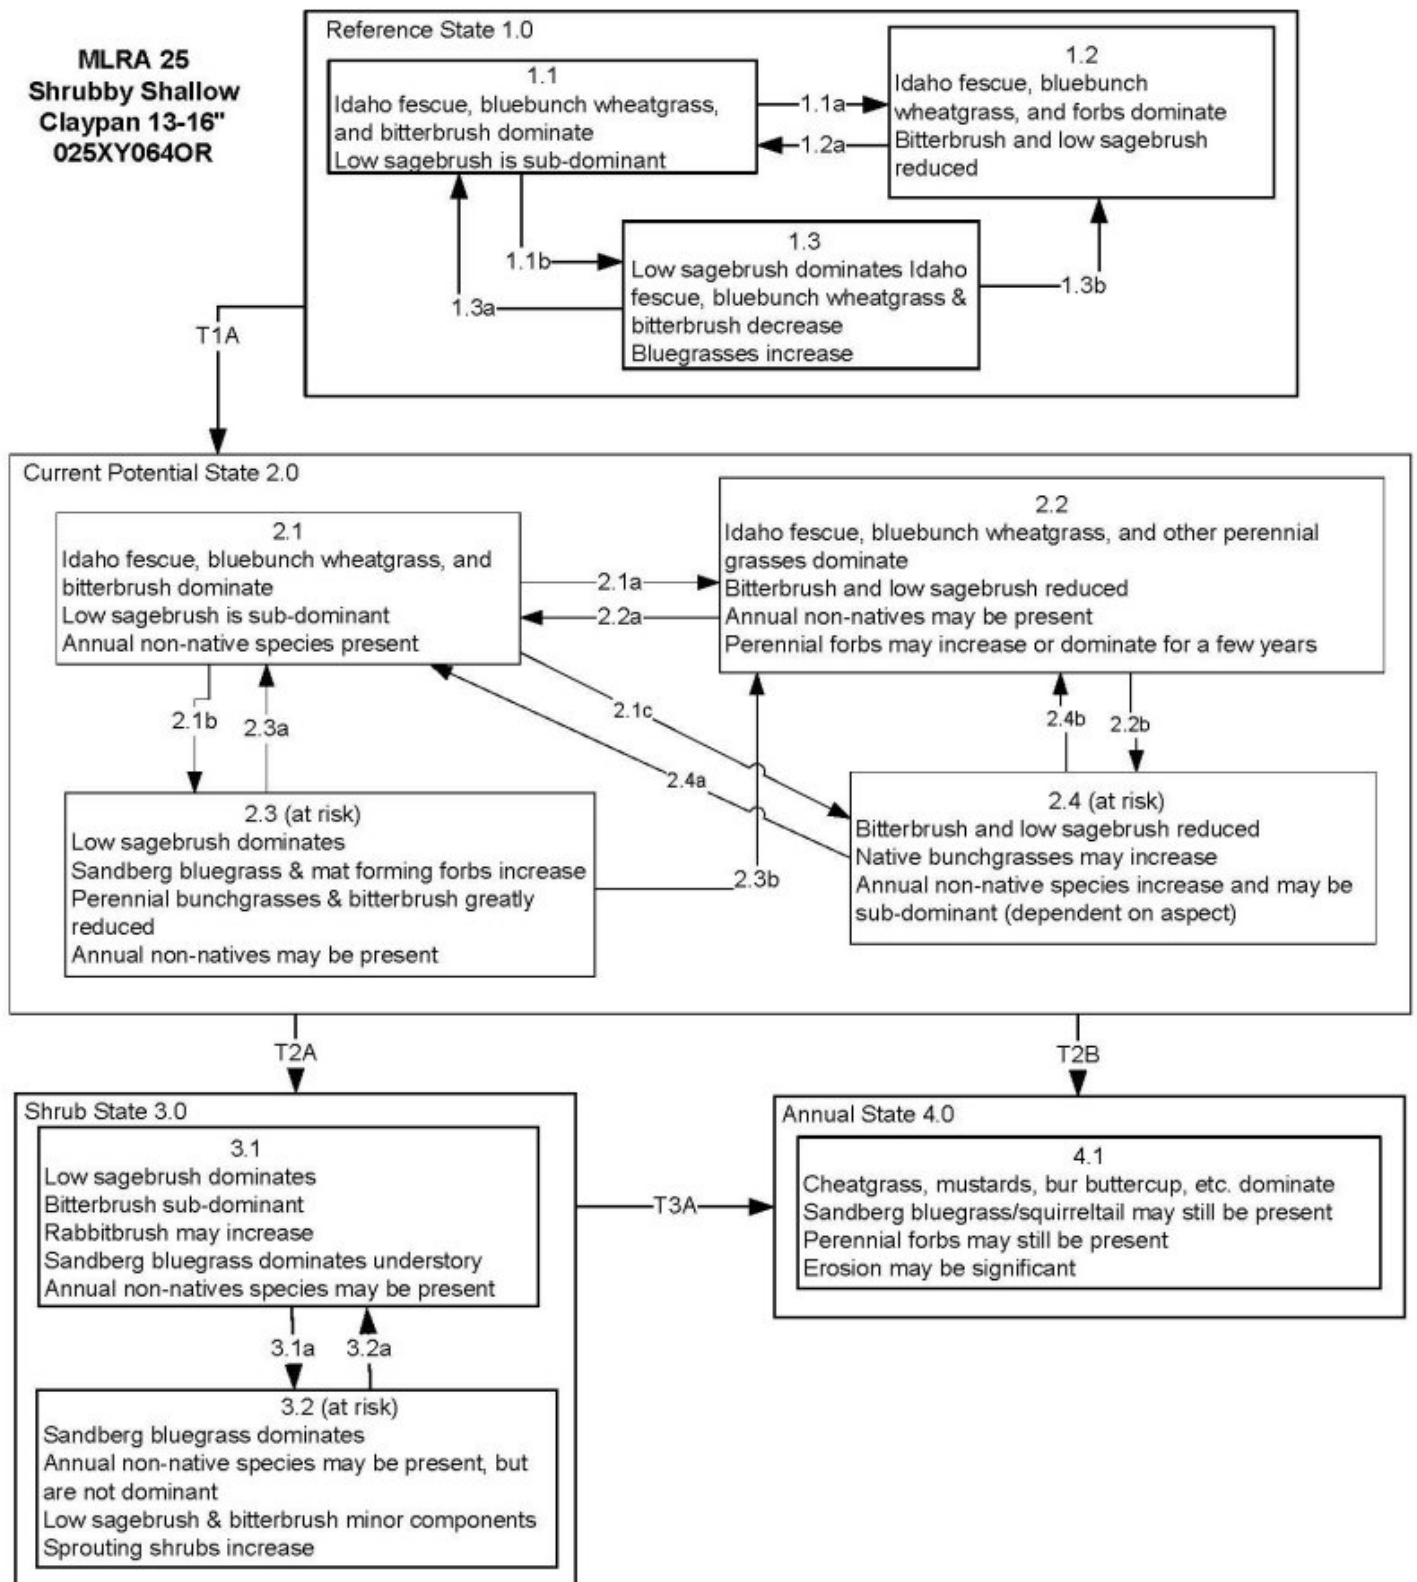 MLRA 25
Shrubby Shallow
Claypan 13-16"
025XY064OR
Reference State 1.0
1.1
Idaho fescue, bluebunch wheatgrass,
and bitterbrush dominate
Low sagebrush is sub-dominant
1.1a
1.2a
1.2
Idaho fescue, bluebunch
wheatgrass, and forbs dominate
Bitterbrush and low sagebrush
reduced
1.1b
1.3a
1.3
Low sagebrush dominates Idaho
fescue, bluebunch wheatgrass &
bitterbrush decrease
Bluegrasses increase
1.3b
T1A
Current Potential State 2.0
2.1
Idaho fescue, bluebunch wheatgrass, and
bitterbrush dominate
Low sagebrush is sub-dominant
Annual non-native species present
2.1a
2.2a
2.2
Idaho fescue, bluebunch wheatgrass, and other perennial
grasses dominate
Bitterbrush and low sagebrush reduced
Annual non-natives may be present
Perennial forbs may increase or dominate for a few years
2.1b
2.3a
2.1c
2.4a
2.4b
2.2b
2.3 (at risk)
Low sagebrush dominates
Sandberg bluegrass & mat forming forbs increase
Perennial bunchgrasses & bitterbrush greatly
reduced
Annual non-natives may be present
2.3b
2.4 (at risk)
Bitterbrush and low sagebrush reduced
Native bunchgrasses may increase
Annual non-native species increase and may be
sub-dominant (dependent on aspect)
T2A
T2B
Shrub State 3.0
3.1
Low sagebrush dominates
Bitterbrush sub-dominant
Rabbitbrush may increase
Sandberg bluegrass dominates understory
Annual non-natives species may be present
3.1a
3.2a
3.2 (at risk)
Sandberg bluegrass dominates
Annual non-native species may be present, but
are not dominant
Low sagebrush & bitterbrush minor components
Sprouting shrubs increase
T3A
Annual State 4.0
4.1
Cheatgrass, mustards, bur buttercup, etc. dominate
Sandberg bluegrass/squirreltail may still be present
Perennial forbs may still be present
Erosion may be significant